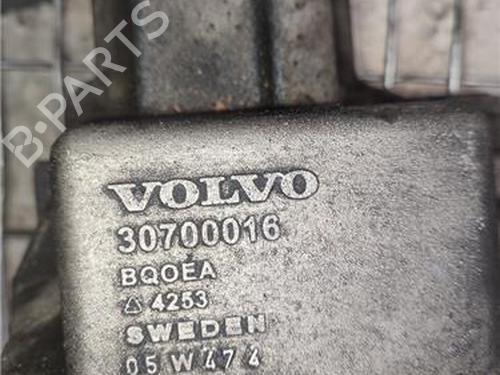 B-PARTS
VOLVO
30700016
BQOEA
△ 4253
SWEDEN
05W474